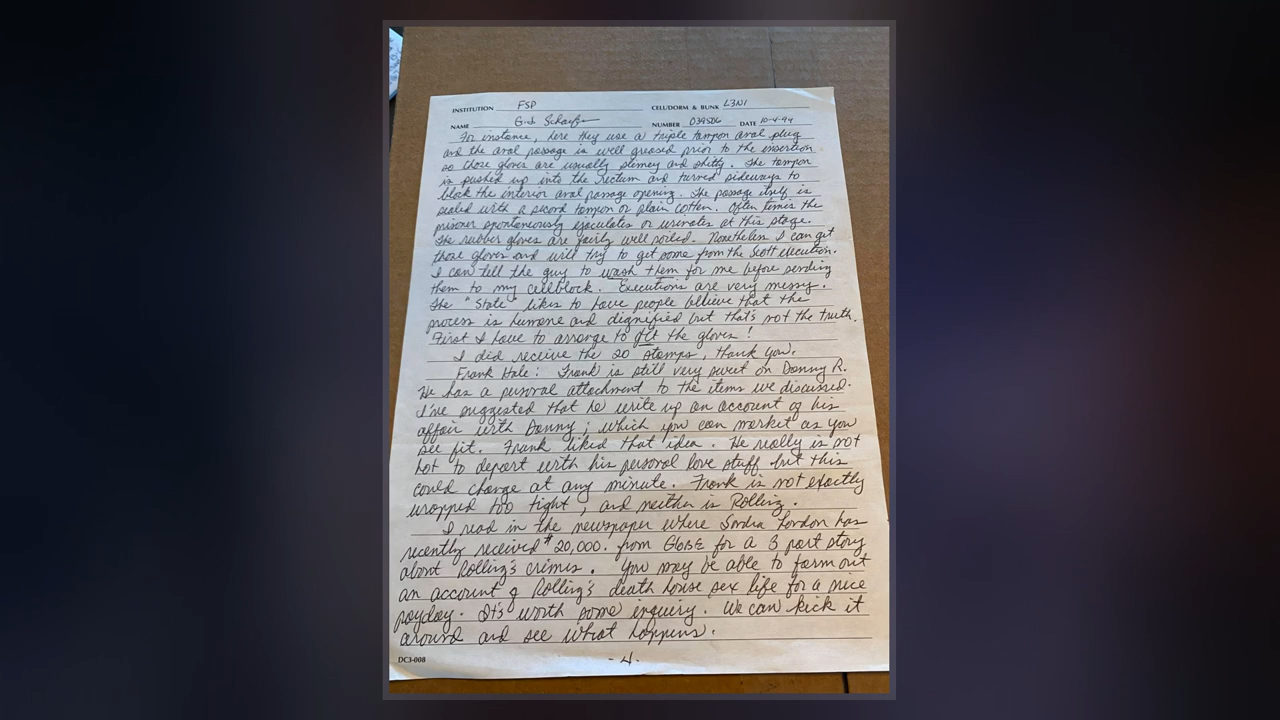 INSTITUTION FSP CELL/DORM & BUNK L3N1
NAME G.J. Schaefer NUMBER 039506 DATE 10-4-94
For instance, here they use a triple tampon anal plug
and the anal passage is well greased prior to the insertion
so those gloves are usually slimey and shitty. The tampon
is pushed up into the rectum and turned sideways to
block the interior anal passage opening. The passage itself is
sealed with a second tampon or plain cotten. Often times the
prisoner spontaneously ejaculates or urinates at this stage.
The rubber gloves are fairly well soiled. Nonetheless I can get
those gloves and will try to get some from the Scott execution.
I can tell the guy to wash them for me before sending
them to my cellblock. Executions are very messy.
The "State" likes to have people believe that the
process is humane and dignified but that's not the truth.
First I have to arrange to get the gloves!
I did receive the 20 stamps, thank you.
Frank Hale: Frank is still very sweet on Danny R.
He has a personal attachment to the items we discussed.
I've suggested that he write up an account of his
affair with Danny; which you can market as you
see fit. Frank liked that idea. He really is not
hot to depart with his personal love stuff but this
could change at any minute. Frank is not exactly
wrapped too tight, and neither is Rolling.
I read in the newspaper where Sondra London has
recently received $20,000. from GLOBE for a 3 part story
about Rolling's crimes. You may be able to farm out
an account of Rolling's death house sex life for a nice
payday. It's worth some inquiry. We can kick it
around and see what happens.
DC3-008 -4-